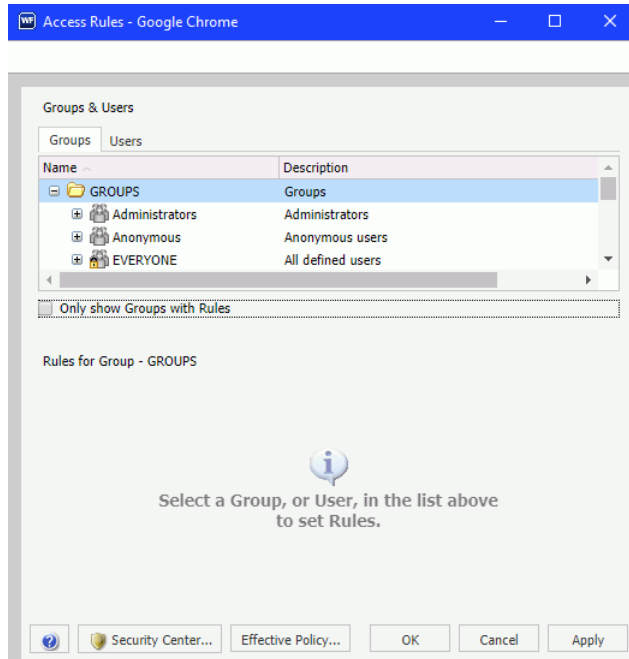 WF Access Rules - Google Chrome
Groups & Users
Groups Users
Name Description
GROUPS Groups
Administrators Administrators
Anonymous Anonymous users
EVERYONE All defined users
Only show Groups with Rules
Rules for Group - GROUPS
Select a Group, or User, in the list above
to set Rules.
Security Center... Effective Policy... OK Cancel Apply